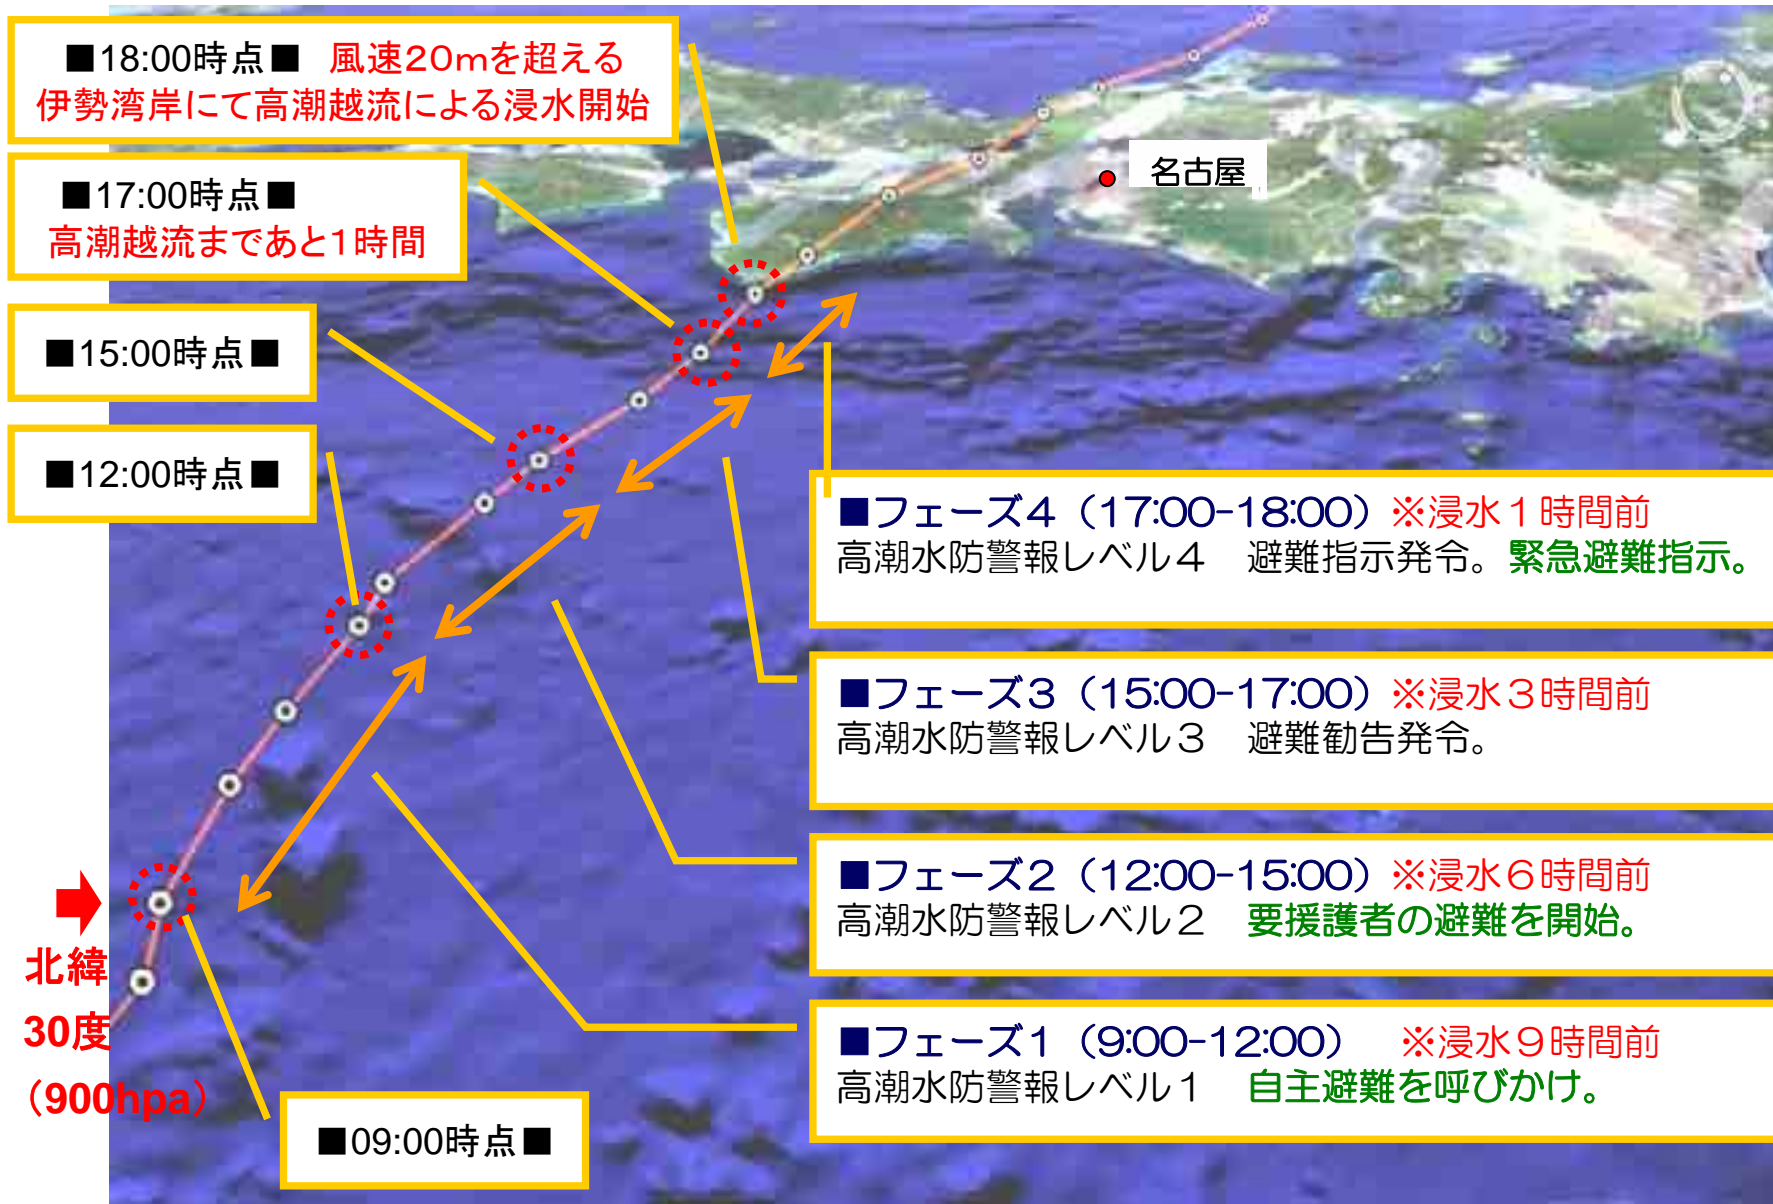 ■18:00時点■　風速20mを超える
伊勢湾岸にて高潮越流による浸水開始
■17:00時点■
高潮越流まであと1時間
■15:00時点■
■12:00時点■
名古屋
■フェーズ4（17:00-18:00）※浸水1時間前
高潮水防警報レベル4　避難指示発令。緊急避難指示。
■フェーズ3（15:00-17:00）※浸水3時間前
高潮水防警報レベル3　避難勧告発令。
■フェーズ2（12:00-15:00）※浸水6時間前
高潮水防警報レベル2　要援護者の避難を開始。
■フェーズ1（9:00-12:00）　※浸水9時間前
高潮水防警報レベル1　自主避難を呼びかけ。
北緯
30度
（900hpa）
■09:00時点■